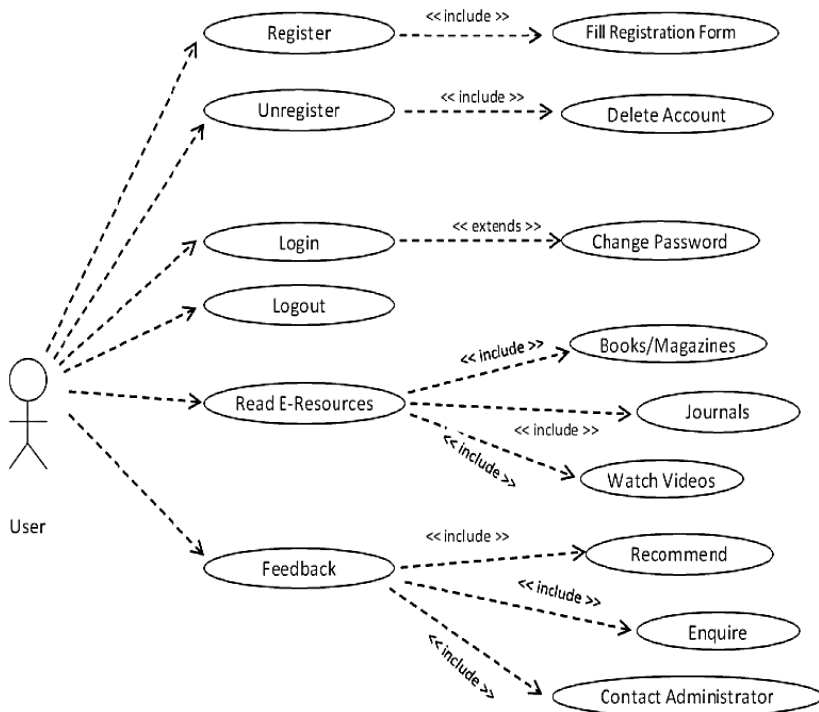 Register
<< include >>
Fill Registration Form
Unregister
<< include >>
Delete Account
Login
<< extends >>
Change Password
Logout
Read E-Resources
<< include >>
Books/Magazines
<< include >>
Journals
<< include >>
Watch Videos
User
Feedback
<< include >>
Recommend
<< include >>
Enquire
<< include >>
Contact Administrator